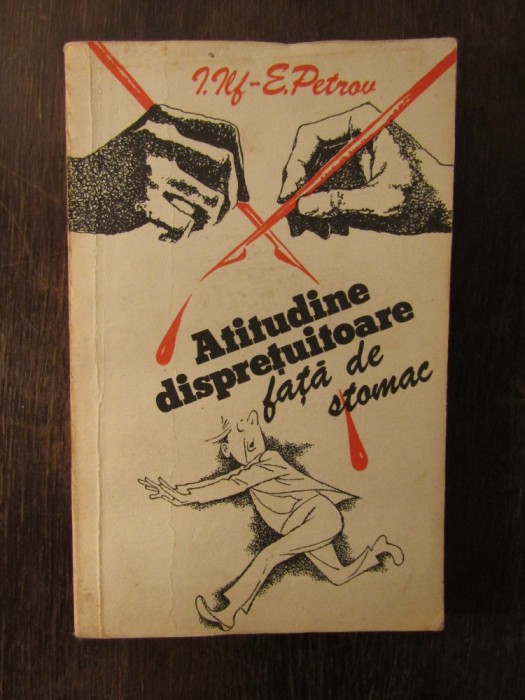 I. Ilf-E. Petrov
Atitudine
disprețuitoare
față de
stomac